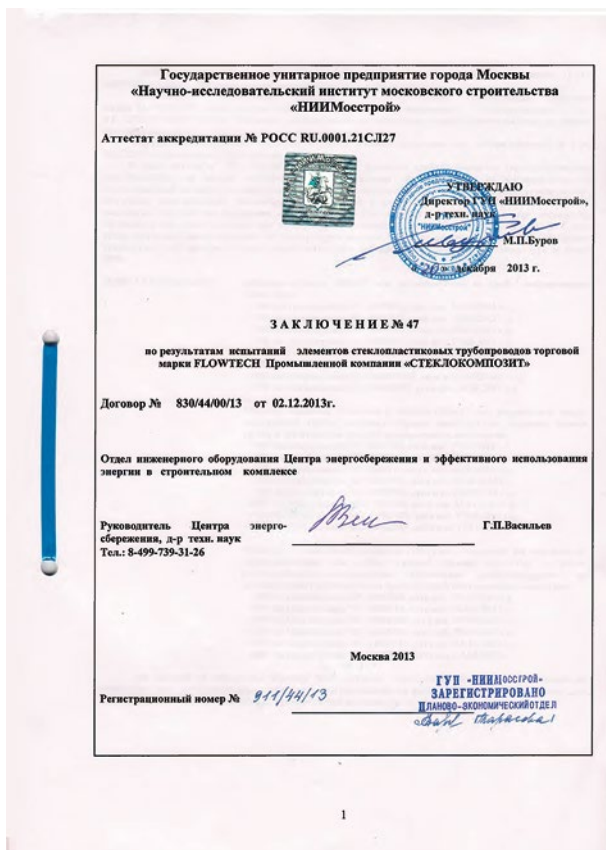 Государственное унитарное предприятие города Москвы
«Научно-исследовательский институт московского строительства
«НИИМосстрой»
Аттестат аккредитации № РОСС RU.0001.21СЛ27
УТВЕРЖДАЮ
Директор ГУП «НИИМосстрой»,
д-р техн. наук
"НИИМосстрой"
М.П.Буров
« 20 » декабря 2013 г.
З А К Л Ю Ч Е Н И Е № 47
по результатам испытаний элементов стеклопластиковых трубопроводов торговой
марки FLOWTECH Промышленной компании «СТЕКЛОКОМПОЗИТ»
Договор № 830/44/00/13 от 02.12.2013г.
Отдел инженерного оборудования Центра энергосбережения и эффективного использования
энергии в строительном комплексе
Руководитель Центра энерго-
сбережения, д-р техн. наук
Г.П.Васильев
Тел.: 8-499-739-31-26
Москва 2013
ГУП «НИИМОССТРОЙ»
ЗАРЕГИСТРИРОВАНО
ПЛАНОВО-ЭКОНОМИЧЕСКИЙ ОТДЕЛ
Регистрационный номер № 911/44/13
1